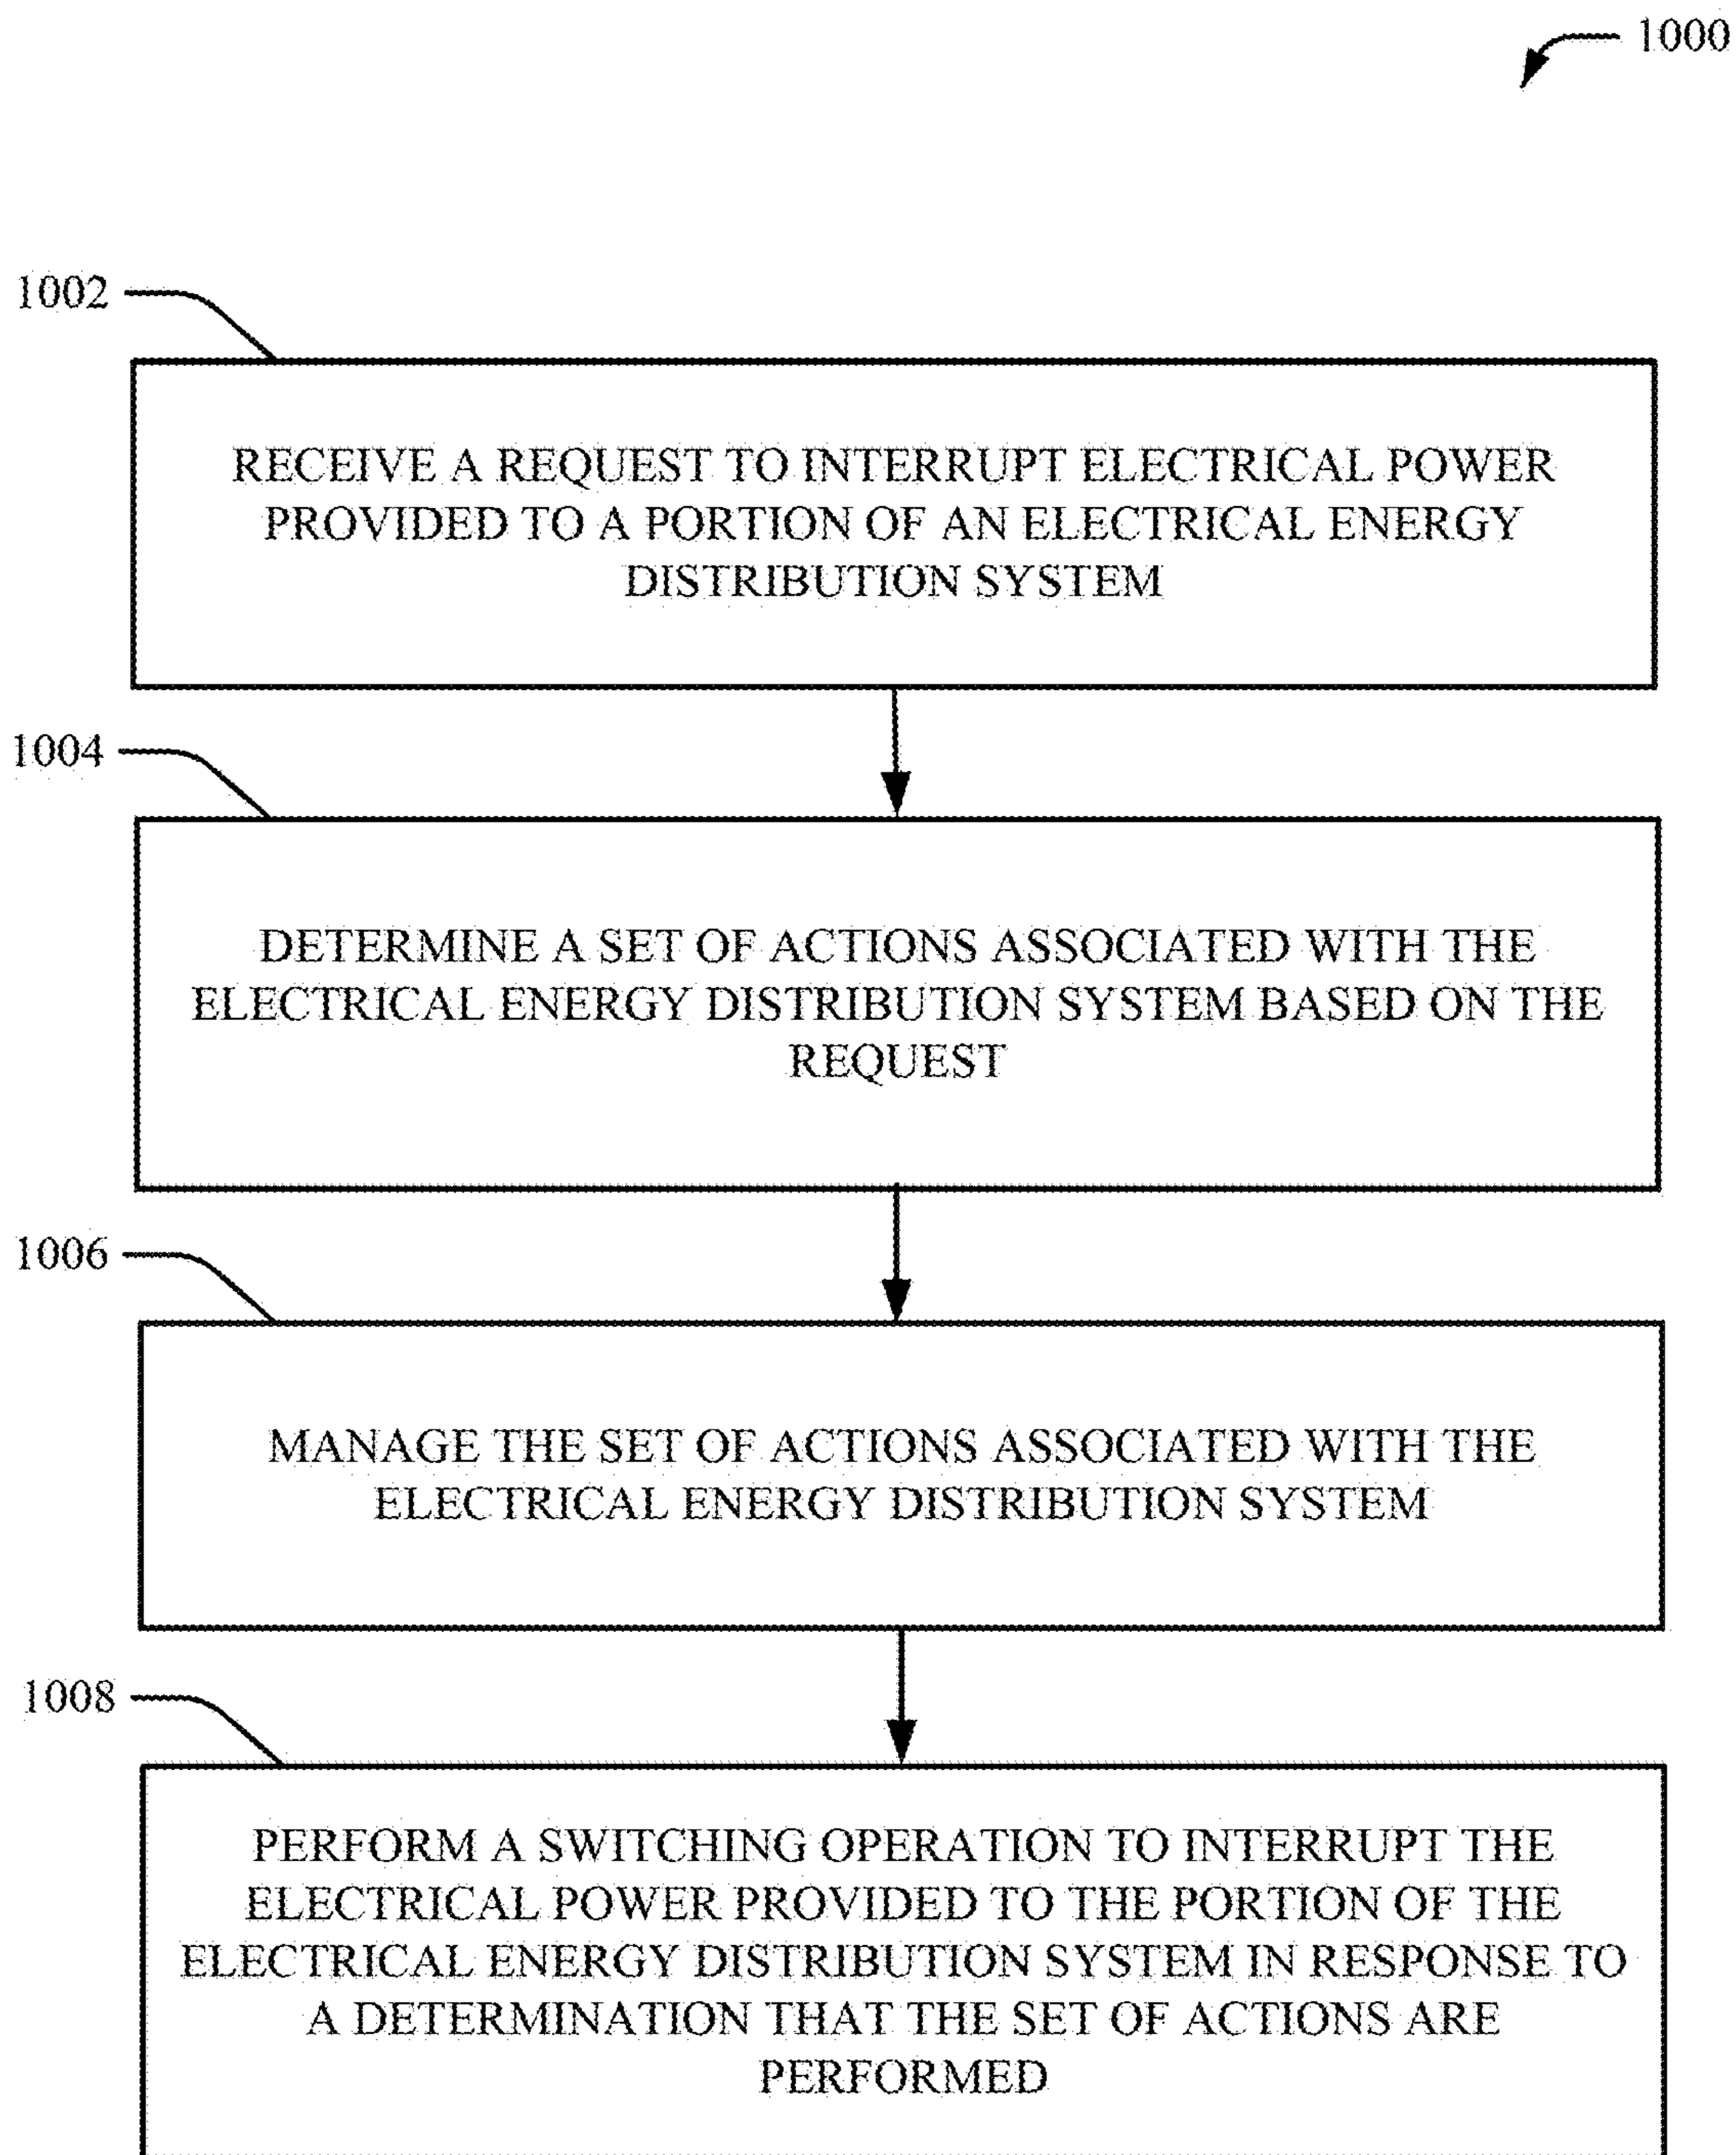 1000
1002
RECEIVE A REQUEST TO INTERRUPT ELECTRICAL POWER
PROVIDED TO A PORTION OF AN ELECTRICAL ENERGY
DISTRIBUTION SYSTEM
1004
DETERMINE A SET OF ACTIONS ASSOCIATED WITH THE
ELECTRICAL ENERGY DISTRIBUTION SYSTEM BASED ON THE
REQUEST
1006
MANAGE THE SET OF ACTIONS ASSOCIATED WITH THE
ELECTRICAL ENERGY DISTRIBUTION SYSTEM
1008
PERFORM A SWITCHING OPERATION TO INTERRUPT THE
ELECTRICAL POWER PROVIDED TO THE PORTION OF THE
ELECTRICAL ENERGY DISTRIBUTION SYSTEM IN RESPONSE TO
A DETERMINATION THAT THE SET OF ACTIONS ARE
PERFORMED